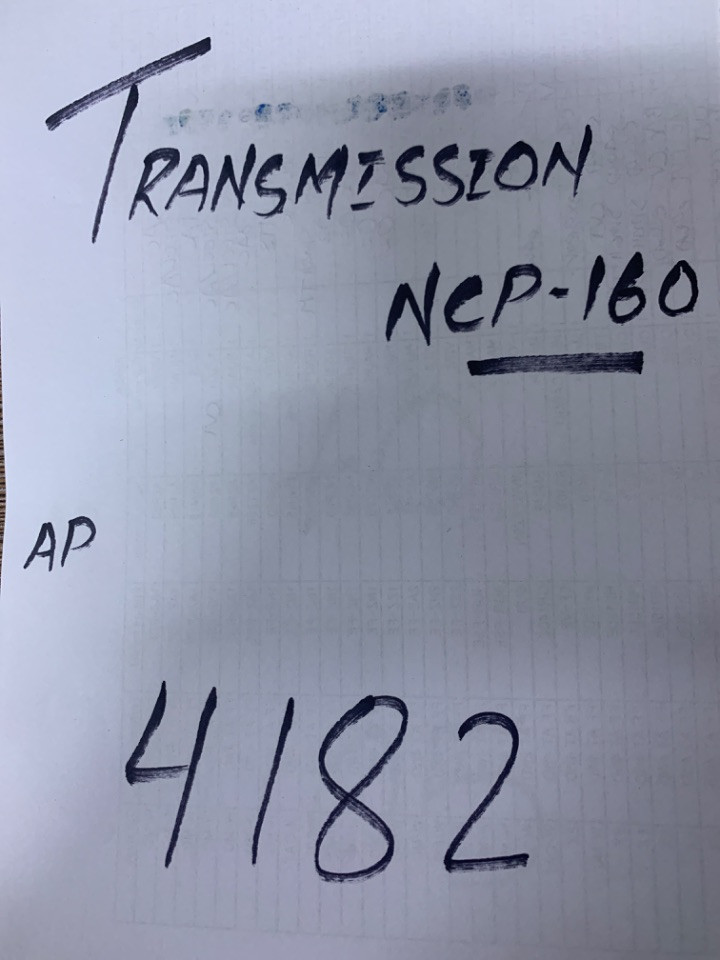 TRANSMISSION
NCP-160
AP
4182